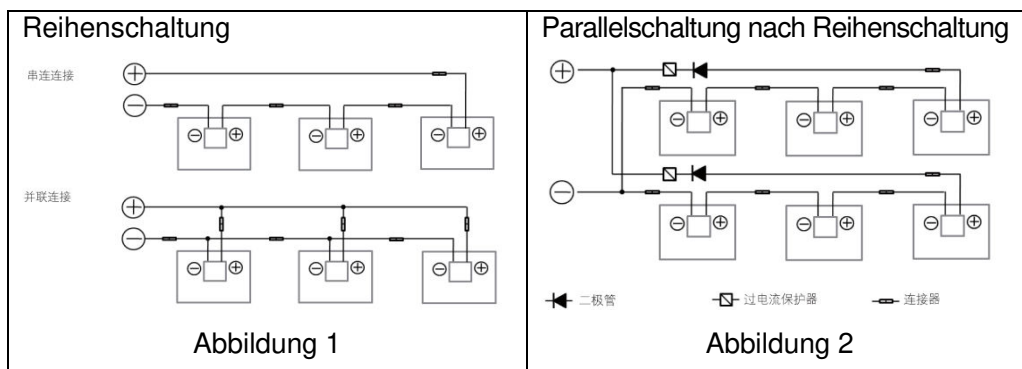 Reihenschaltung
串连连接
并联连接
Abbildung 1
Parallelschaltung nach Reihenschaltung
二极管 过电流保护器 连接器
Abbildung 2